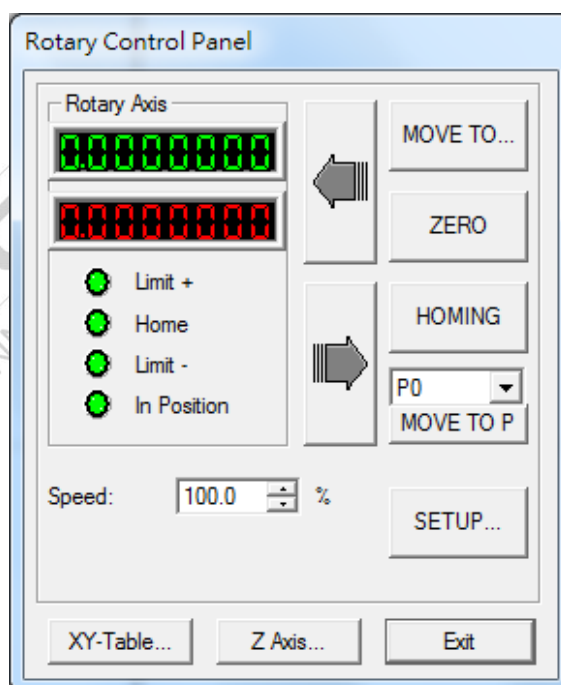 Rotary Control Panel
Rotary Axis
0.0000000
0.0000000
Limit +
Home
Limit -
In Position
MOVE TO...
ZERO
HOMING
P0
MOVE TO P
Speed: 100.0 %
SETUP...
XY-Table... Z Axis... Exit